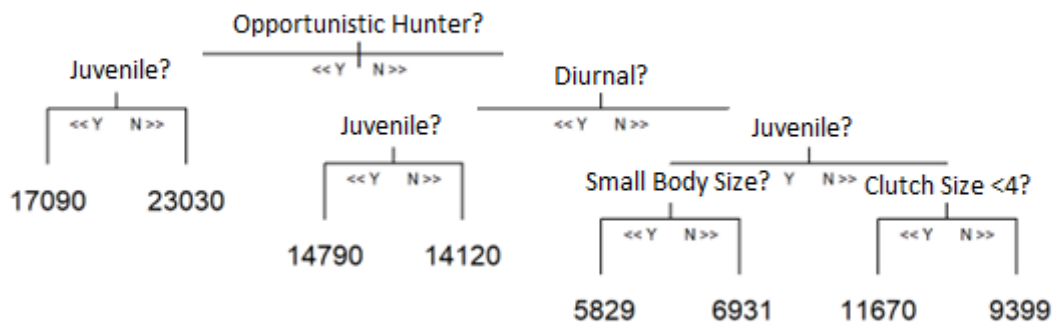 Opportunistic Hunter?
<< Y N >>
Juvenile?
Diurnal?
<< Y N >>
<< Y N >>
Juvenile?
Juvenile?
<< Y N >>
Y N >>
17090 23030
Small Body Size?
Clutch Size <4?
<< Y N >>
<< Y N >>
14790 14120
5829 6931 11670 9399